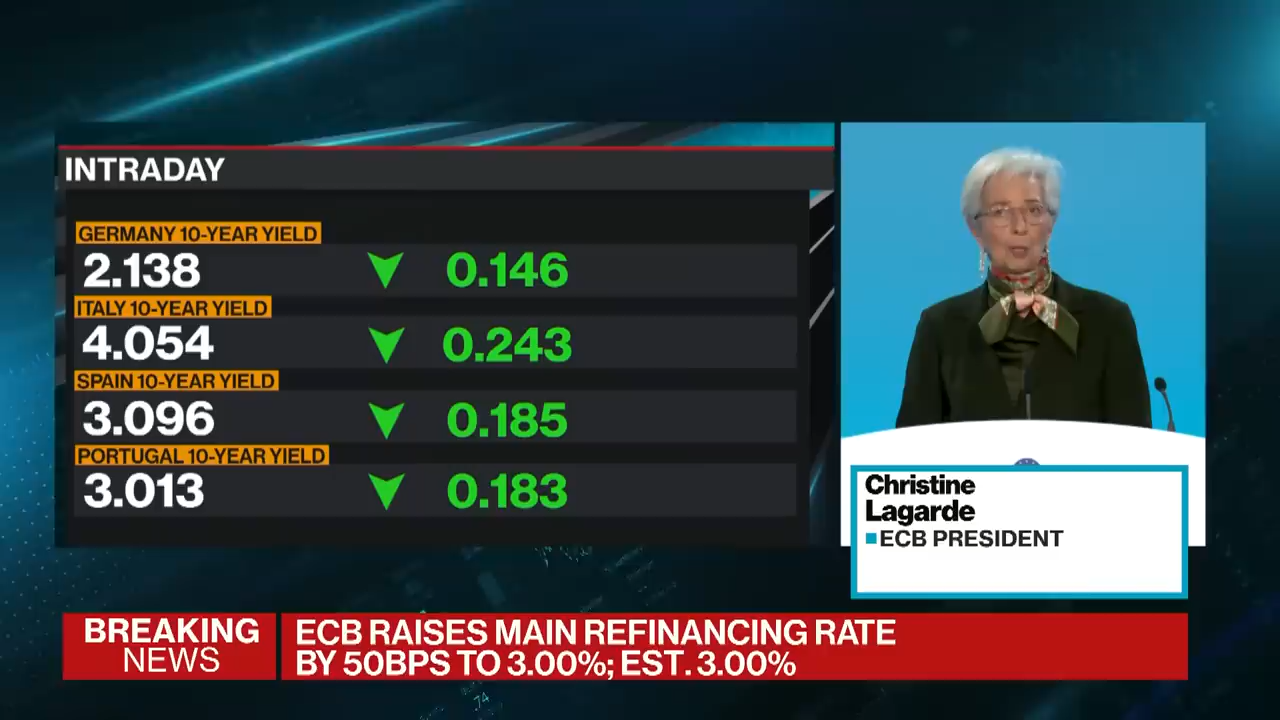 INTRADAY
GERMANY 10-YEAR YIELD
2.138 0.146
ITALY 10-YEAR YIELD
4.054 0.243
SPAIN 10-YEAR YIELD
3.096 0.185
PORTUGAL 10-YEAR YIELD
3.013 0.183
Christine
Lagarde
ECB PRESIDENT
BREAKING
NEWS
ECB RAISES MAIN REFINANCING RATE
BY 50BPS TO 3.00%; EST. 3.00%
74